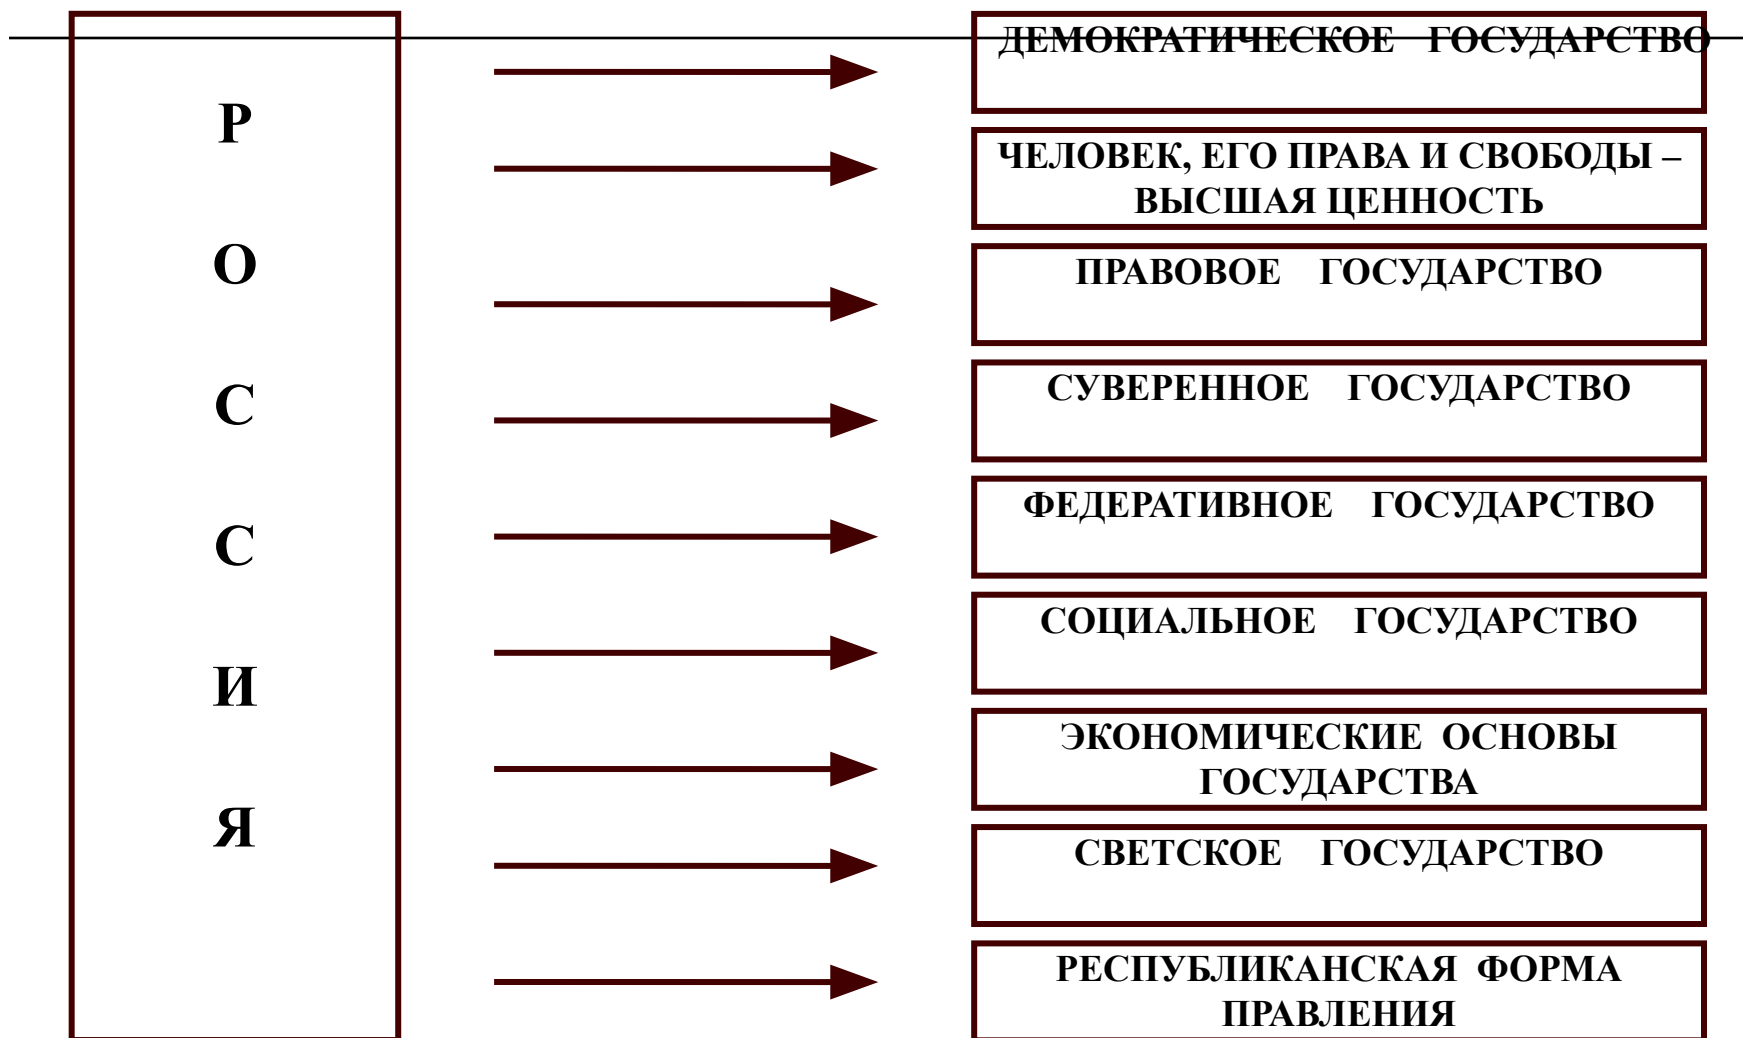 Р
О
С
С
И
Я
ДЕМОКРАТИЧЕСКОЕ ГОСУДАРСТВО
ЧЕЛОВЕК, ЕГО ПРАВА И СВОБОДЫ –
ВЫСШАЯ ЦЕННОСТЬ
ПРАВОВОЕ ГОСУДАРСТВО
СУВЕРЕННОЕ ГОСУДАРСТВО
ФЕДЕРАТИВНОЕ ГОСУДАРСТВО
СОЦИАЛЬНОЕ ГОСУДАРСТВО
ЭКОНОМИЧЕСКИЕ ОСНОВЫ
ГОСУДАРСТВА
СВЕТСКОЕ ГОСУДАРСТВО
РЕСПУБЛИКАНСКАЯ ФОРМА
ПРАВЛЕНИЯ